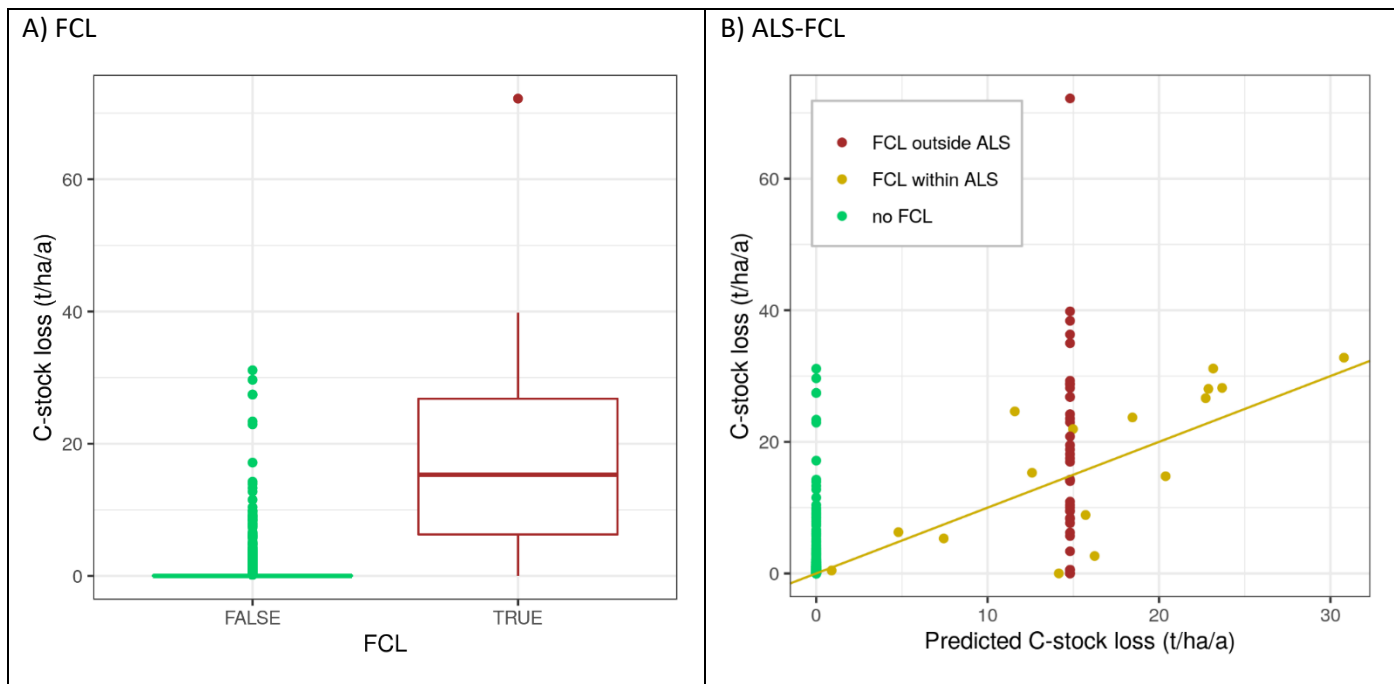 A) FCL
C-stock loss (t/ha/a)
60
40
20
0
FALSE
TRUE
FCL
B) ALS-FCL
C-stock loss (t/ha/a)
60
40
20
0
FCL outside ALS
FCL within ALS
no FCL
0
10
20
30
Predicted C-stock loss (t/ha/a)